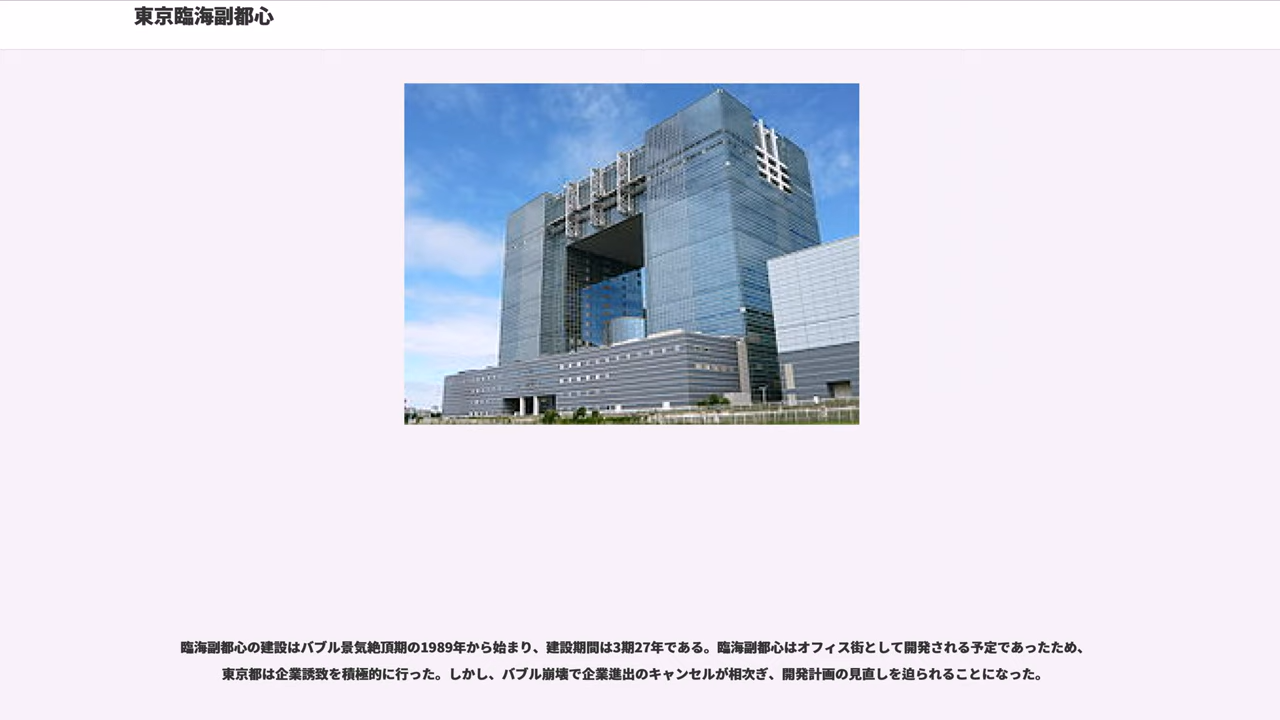 東京臨海副都心
臨海副都心の建設はバブル景気絶頂期の1989年から始まり、建設期間は3期27年である。臨海副都心はオフィス街として開発される予定であったため、
東京都は企業誘致を積極的に行った。しかし、バブル崩壊で企業進出のキャンセルが相次ぎ、開発計画の見直しを迫られることになった。